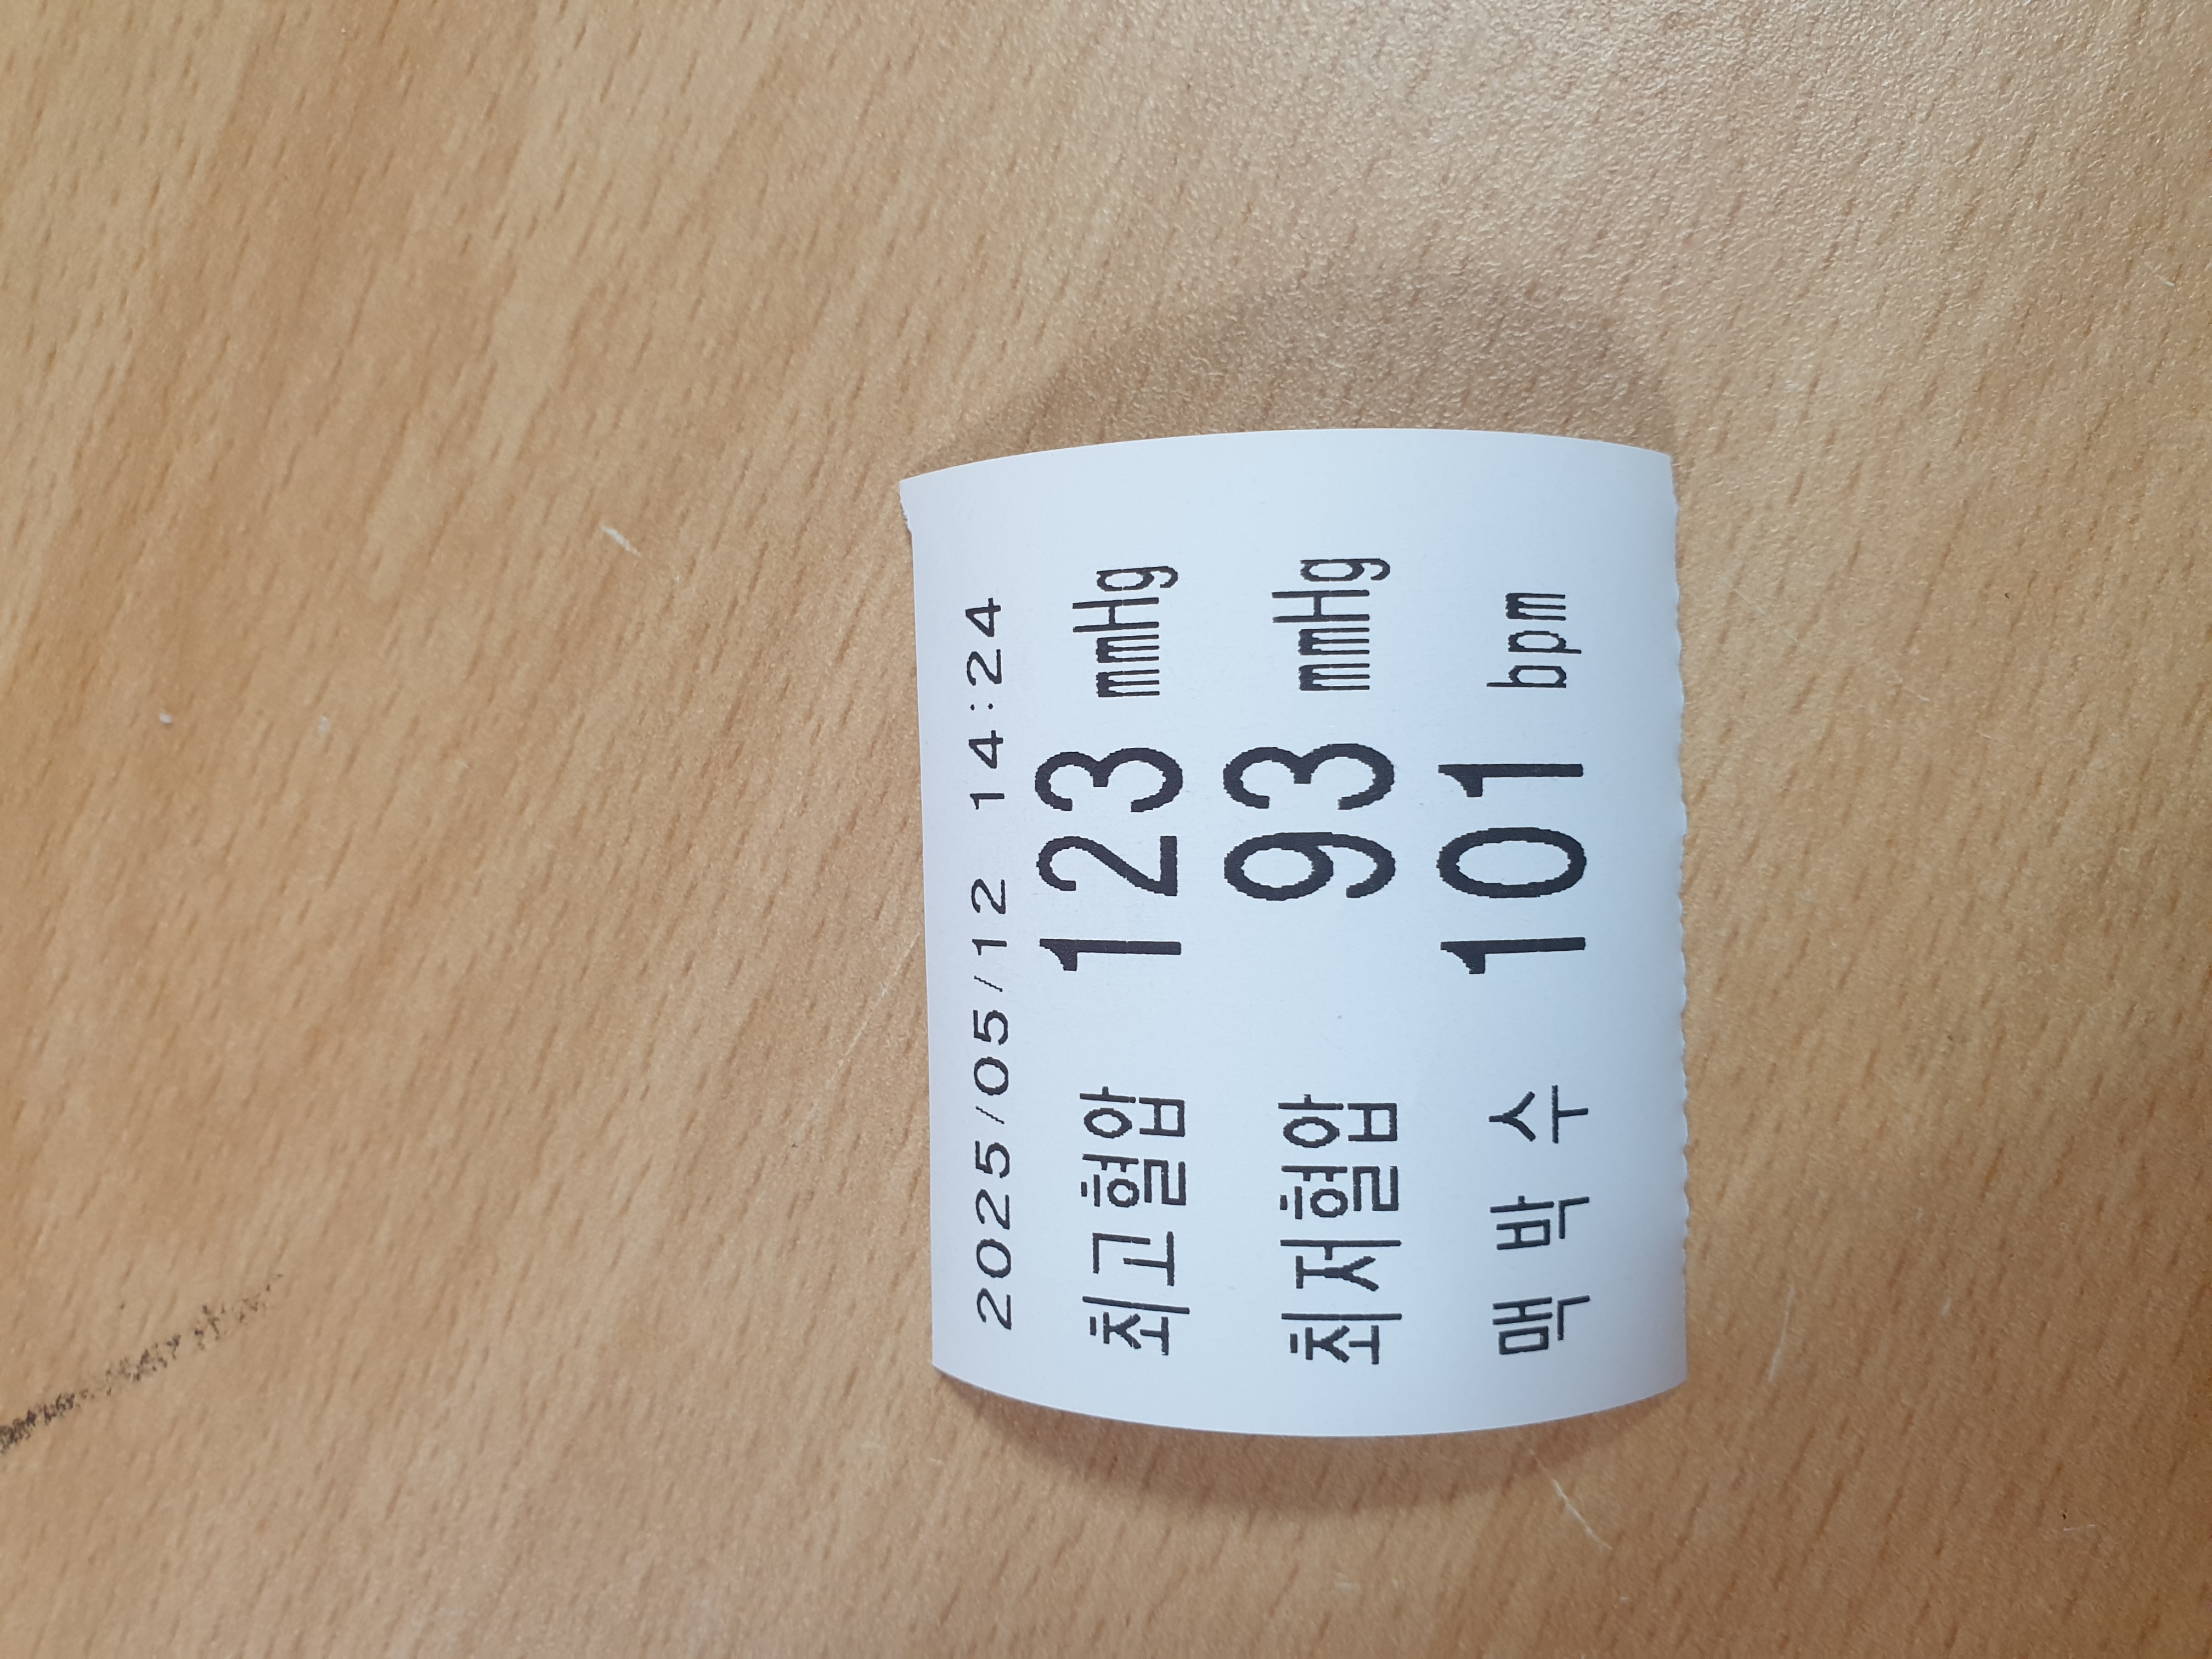 2025/05/12 14:24
최고혈압 123 mmHg
최저혈압 93 mmHg
맥박수 101 bpm